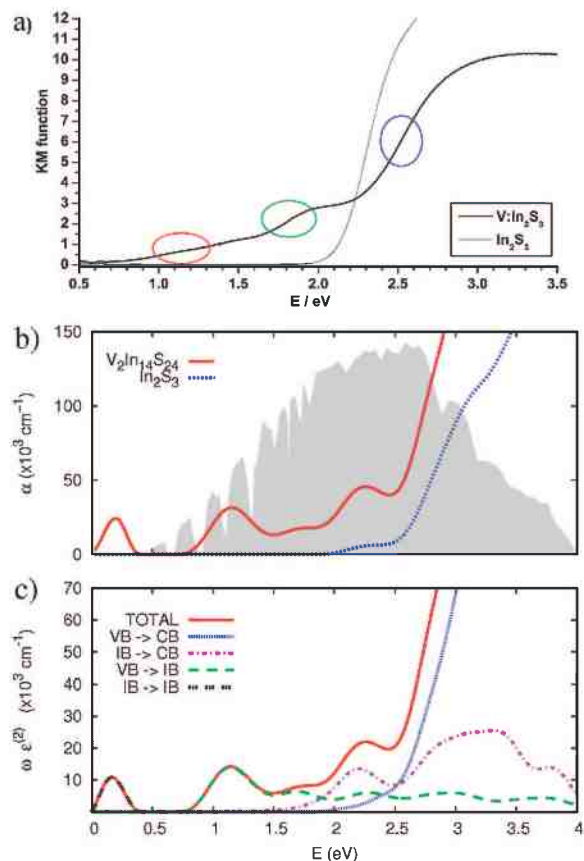 a)
12
11
10
9
8
7
6
5
4
3
2
1
0
KM function
0.5 1.0 1.5 2.0 2.5 3.0 3.5
E / eV
V:In₂S₃
In₂S₃
b)
150
100
50
0
α (x10³ cm⁻¹)
V₂In₁₄S₂₄
In₂S₃
c)
70
60
50
40
30
20
10
ω ε⁽²⁾ (x10³ cm⁻¹)
TOTAL
VB -> CB
IB -> CB
VB -> IB
IB -> IB
0 0.5 1 1.5 2 2.5 3 3.5 4
E (eV)